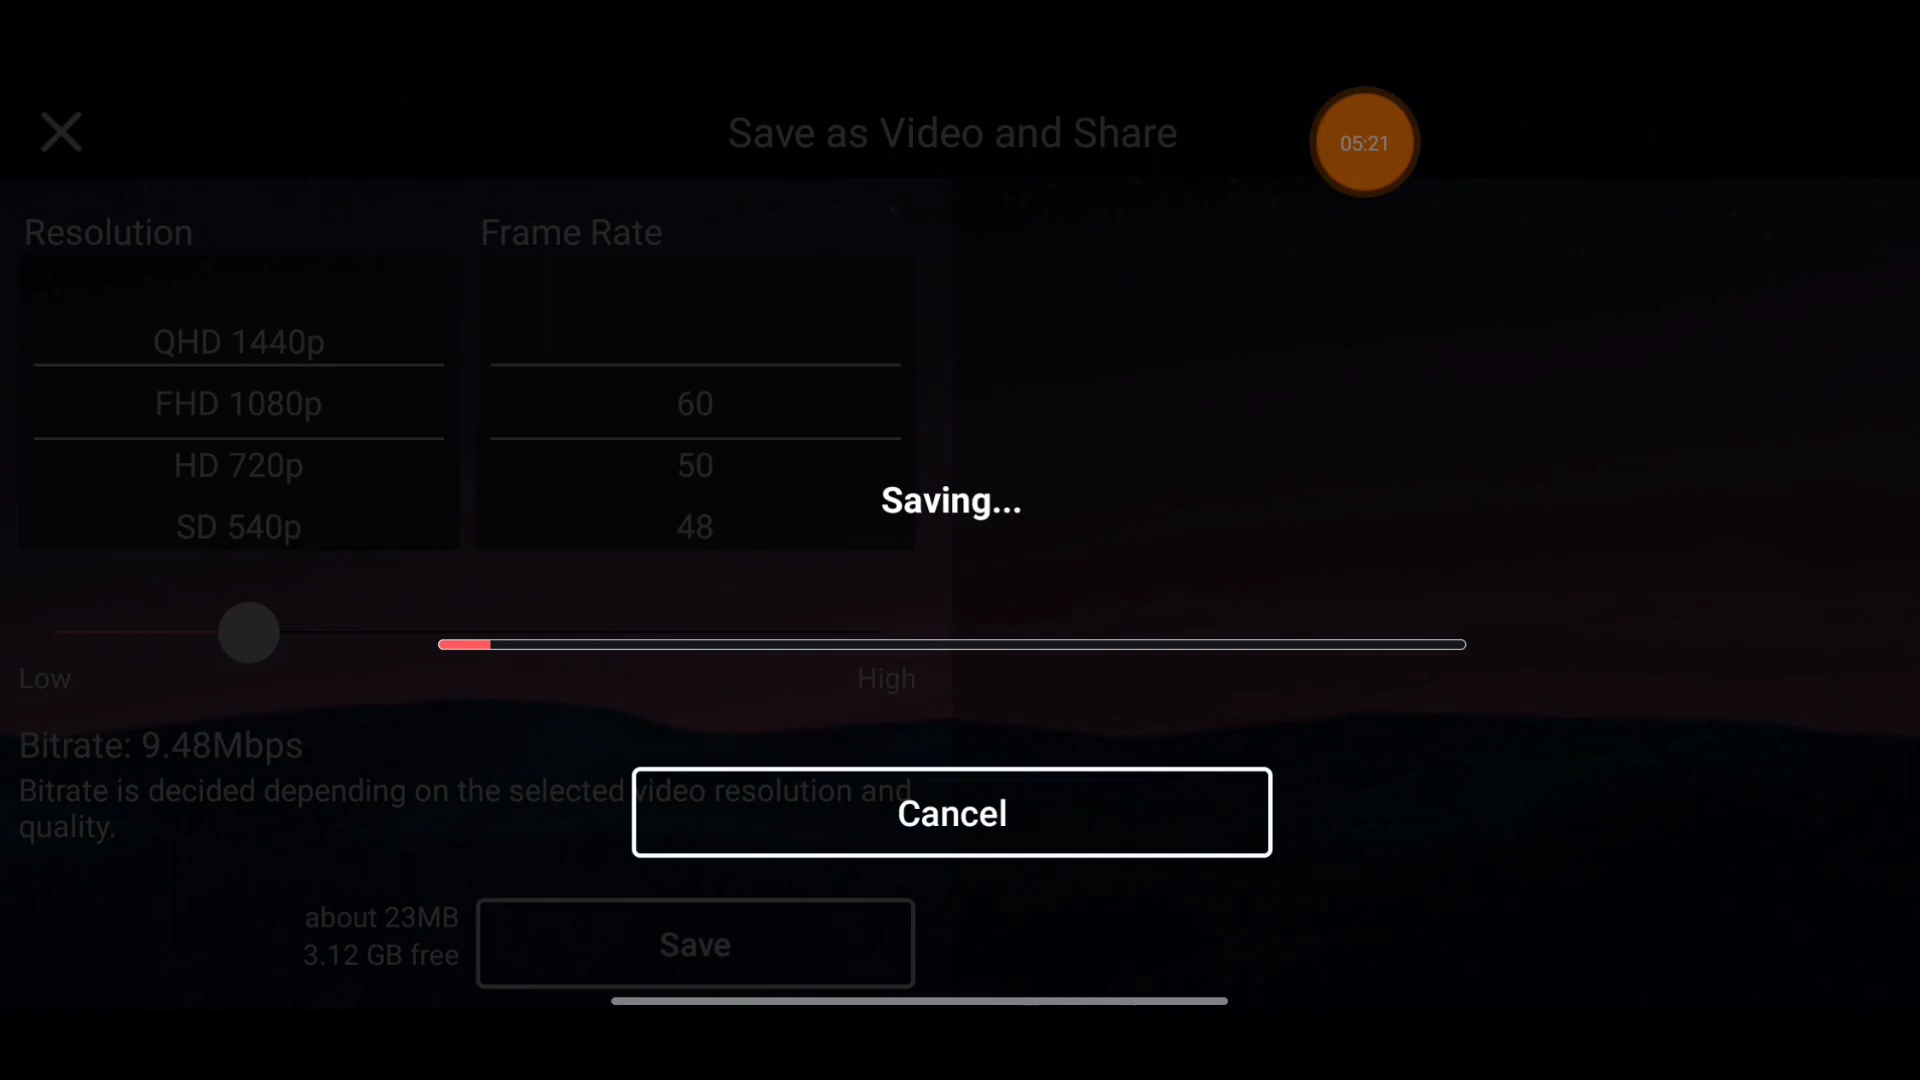 Save as Video and Share
05:21
Resolution
Frame Rate
QHD 1440p
FHD 1080p
60
HD 720p
50
SD 540p
48
Saving...
Low
High
Bitrate: 9.48Mbps
Bitrate is decided depending on the selected video resolution and
quality.
Cancel
about 23MB
3.12 GB free
Save